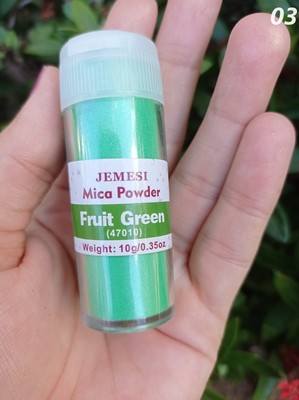 03
JEMESI
Mica Powder
Fruit Green
(47010)
Weight: 10g/0.35oz